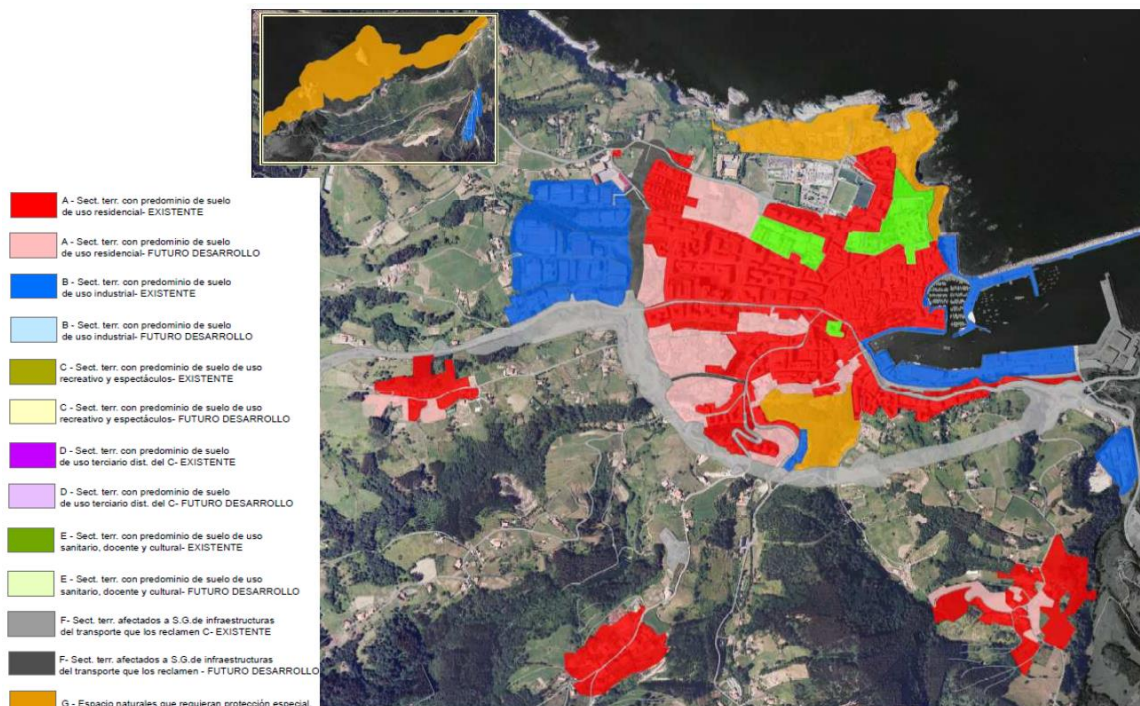 A - Sect. terr. con predominio de suelo
de uso residencial- EXISTENTE
A - Sect. terr. con predominio de suelo
de uso residencial- FUTURO DESARROLLO
B - Sect. terr. con predominio de suelo
de uso industrial- EXISTENTE
B - Sect. terr. con predominio de suelo
de uso industrial- FUTURO DESARROLLO
C - Sect. terr. con predominio de suelo de uso
recreativo y espectáculos- EXISTENTE
C - Sect. terr. con predominio de suelo de uso
recreativo y espectáculos- FUTURO DESARROLLO
D - Sect. terr. con predominio de suelo
de uso terciario dist. del C- EXISTENTE
D - Sect. terr. con predominio de suelo
de uso terciario dist. del C- FUTURO DESARROLLO
E - Sect. terr. con predominio de suelo de uso
sanitario, docente y cultural- EXISTENTE
E - Sect. terr. con predominio de suelo de uso
sanitario, docente y cultural- FUTURO DESARROLLO
F- Sect. terr. afectados a S.G.de infraestructuras
del transporte que los reclamen C- EXISTENTE
F- Sect. terr. afectados a S.G.de infraestructuras
del transporte que los reclamen - FUTURO DESARROLLO
G - Espacio naturales que requieran protección especial